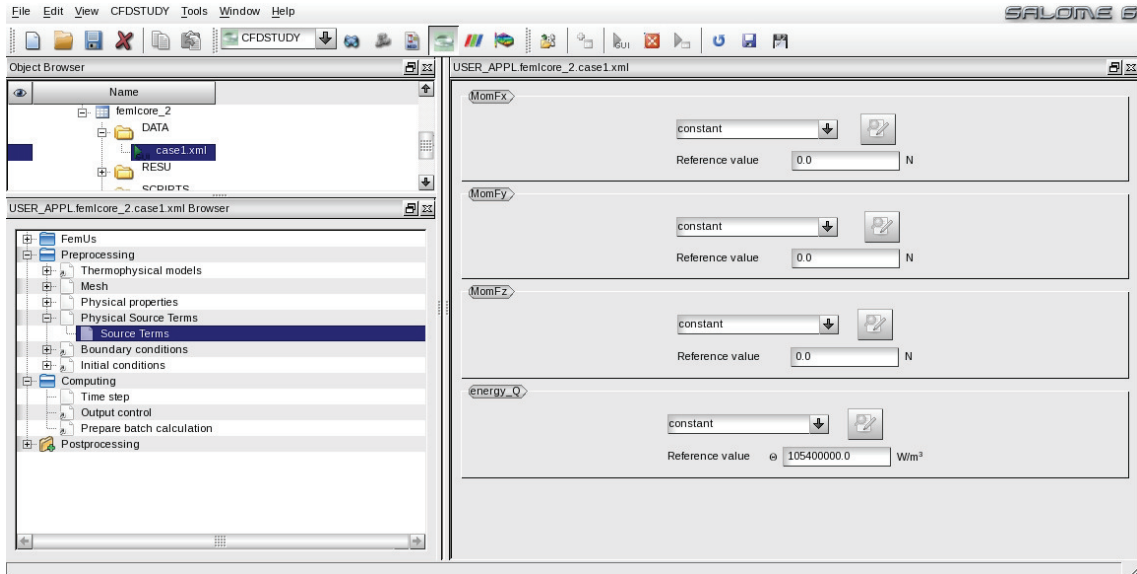 File Edit View CFDSTUDY Tools Window Help
SALOME 6
CFDSTUDY
Object Browser
Name
femlcore_2
DATA
case1.xml
RESU
SCRIPTS
USER_APPL.femlcore_2.case1.xml Browser
FemUs
Preprocessing
Thermophysical models
Mesh
Physical properties
Physical Source Terms
Source Terms
Boundary conditions
Initial conditions
Computing
Time step
Output control
Prepare batch calculation
Postprocessing
USER_APPL.femlcore_2.case1.xml
MomFx
constant
Reference value 0.0 N
MomFy
constant
Reference value 0.0 N
MomFz
constant
Reference value 0.0 N
energy_Q
constant
Reference value Θ 105400000.0 W/m³